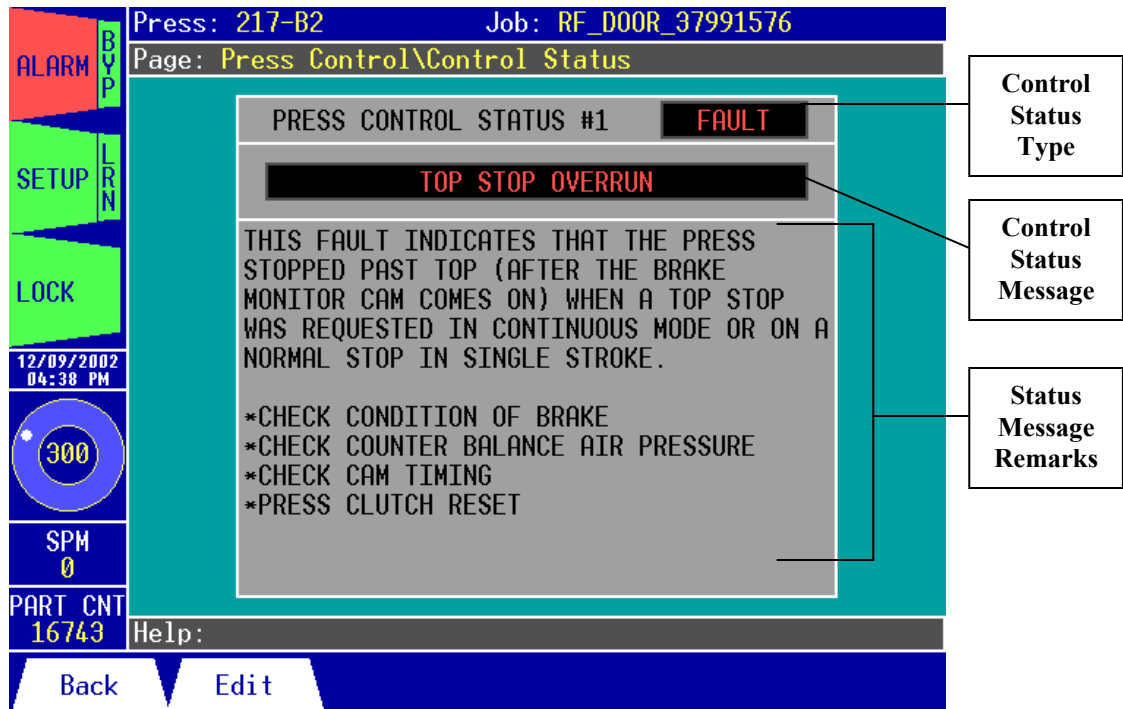 Press: 217-B2 Job: RF_DOOR_37991576
Page: Press Control\Control Status
ALARM
BYP
SETUP
LRN
LOCK
12/09/2002
04:38 PM
300
SPM
0
PART CNT
16743
PRESS CONTROL STATUS #1 FAULT
TOP STOP OVERRUN
THIS FAULT INDICATES THAT THE PRESS
STOPPED PAST TOP (AFTER THE BRAKE
MONITOR CAM COMES ON) WHEN A TOP STOP
WAS REQUESTED IN CONTINUOUS MODE OR ON A
NORMAL STOP IN SINGLE STROKE.
*CHECK CONDITION OF BRAKE
*CHECK COUNTER BALANCE AIR PRESSURE
*CHECK CAM TIMING
*PRESS CLUTCH RESET
Help:
Back Edit
Control
Status
Type
Control
Status
Message
Status
Message
Remarks